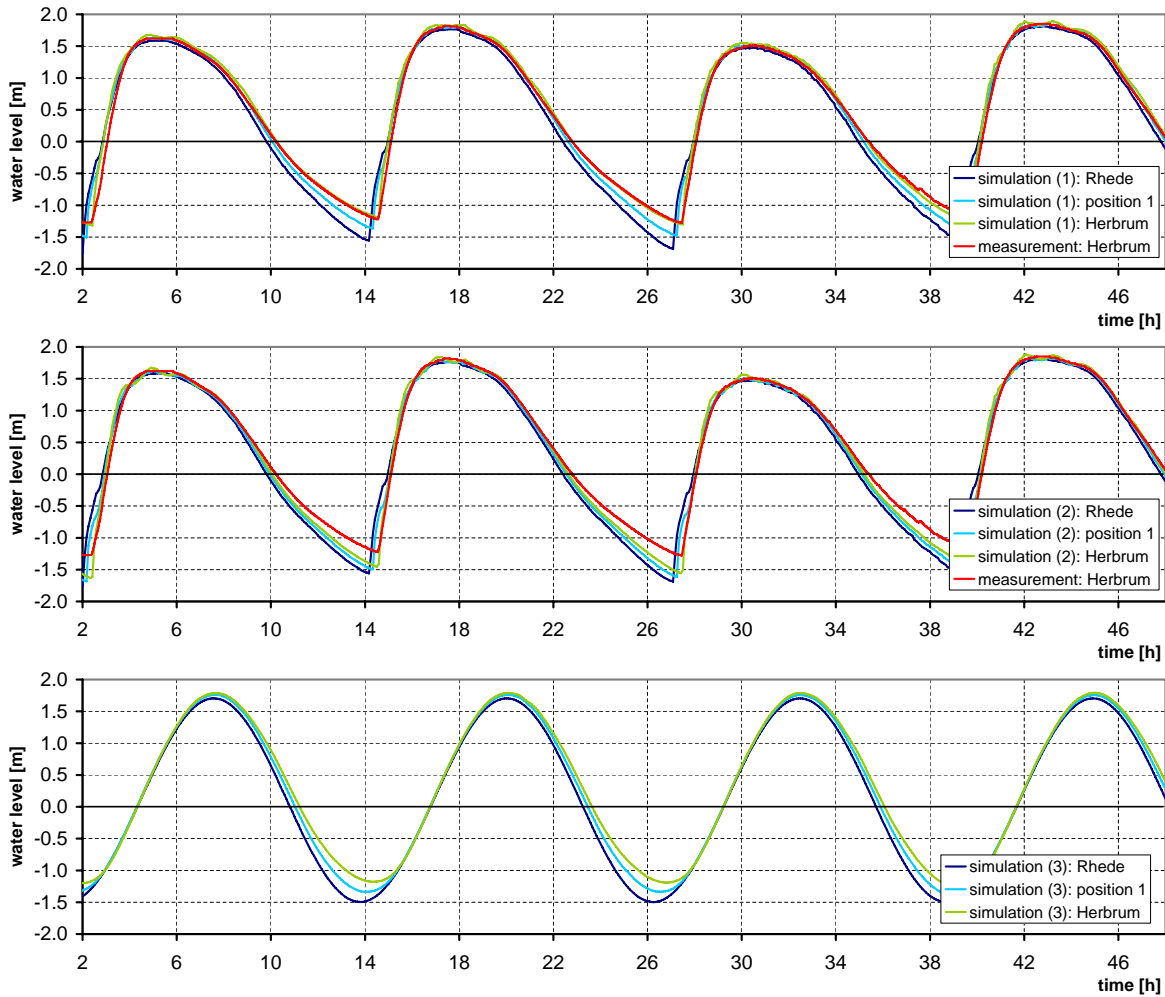 2.0
1.5
1.0
0.5
0.0
-0.5
-1.0
-1.5
-2.0
water level [m]
simulation (1): Rhede
simulation (1): position 1
simulation (1): Herbrum
measurement: Herbrum
2 6 10 14 18 22 26 30 34 38 42 46
time [h]
2.0
1.5
1.0
0.5
0.0
-0.5
-1.0
-1.5
-2.0
water level [m]
simulation (2): Rhede
simulation (2): position 1
simulation (2): Herbrum
measurement: Herbrum
2 6 10 14 18 22 26 30 34 38 42 46
time [h]
2.0
1.5
1.0
0.5
0.0
-0.5
-1.0
-1.5
-2.0
water level [m]
simulation (3): Rhede
simulation (3): position 1
simulation (3): Herbrum
2 6 10 14 18 22 26 30 34 38 42 46
time [h]